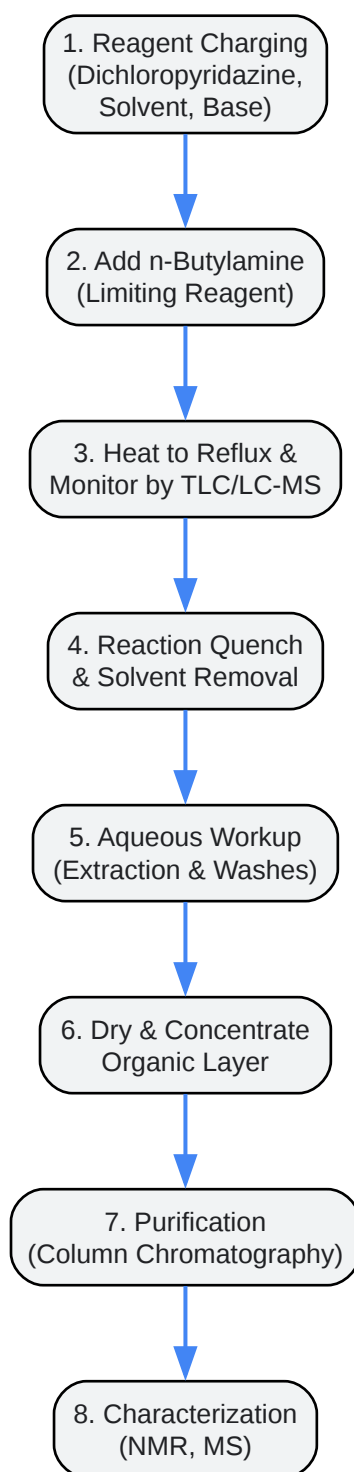 1. Reagent Charging
(Dichloropyridazine,
Solvent, Base)
2. Add n-Butylamine
(Limiting Reagent)
3. Heat to Reflux &
Monitor by TLC/LC-MS
4. Reaction Quench
& Solvent Removal
5. Aqueous Workup
(Extraction & Washes)
6. Dry & Concentrate
Organic Layer
7. Purification
(Column Chromatography)
8. Characterization
(NMR, MS)